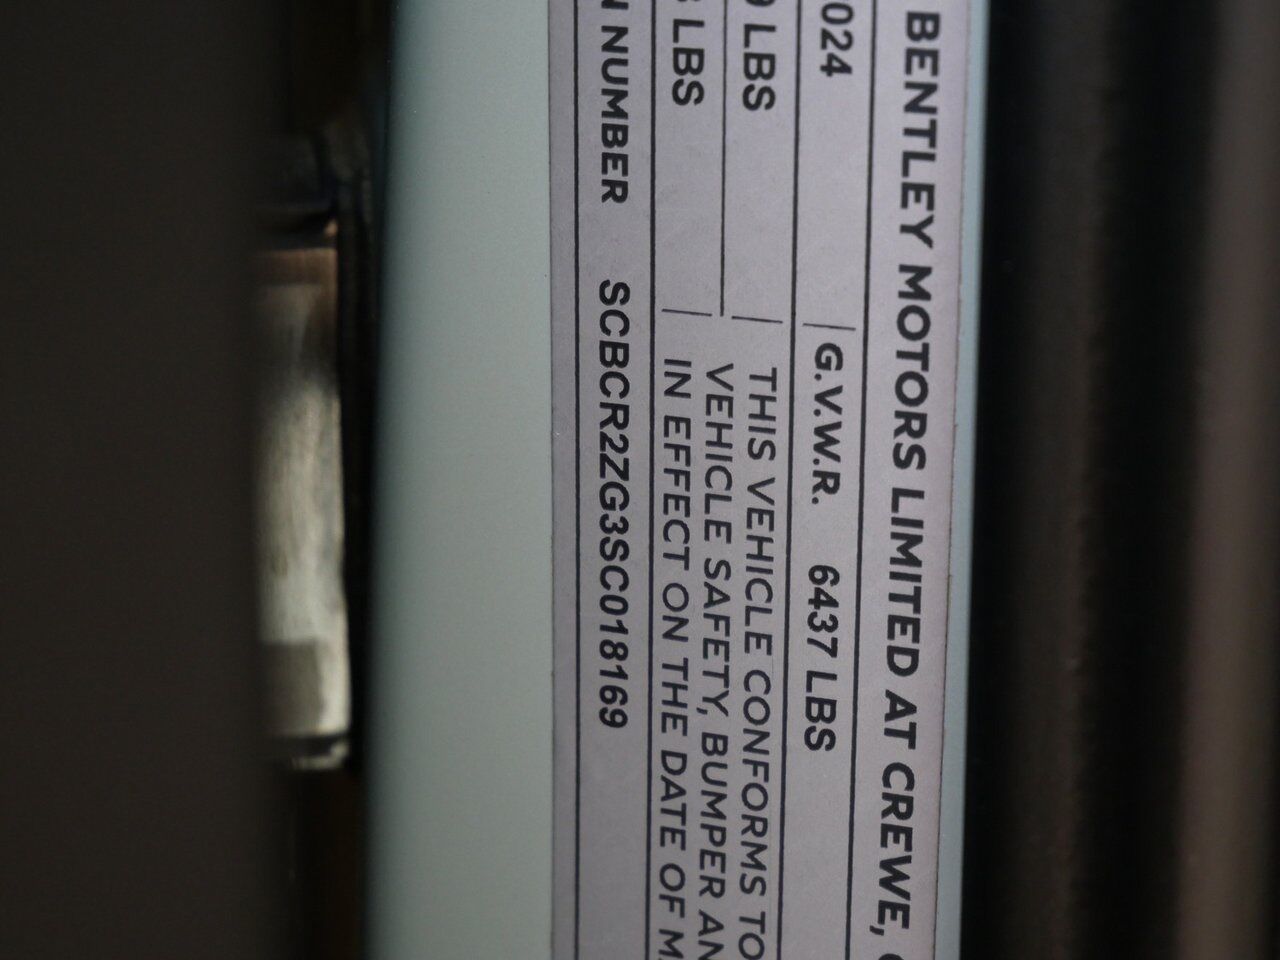 BENTLEY MOTORS LIMITED AT CREWE,
024 G.V.W.R. 6437 LBS
LBS THIS VEHICLE CONFORMS TO
VEHICLE SAFETY, BUMPER AN
LBS IN EFFECT ON THE DATE OF M
N NUMBER SCBCR2ZG3SC018169